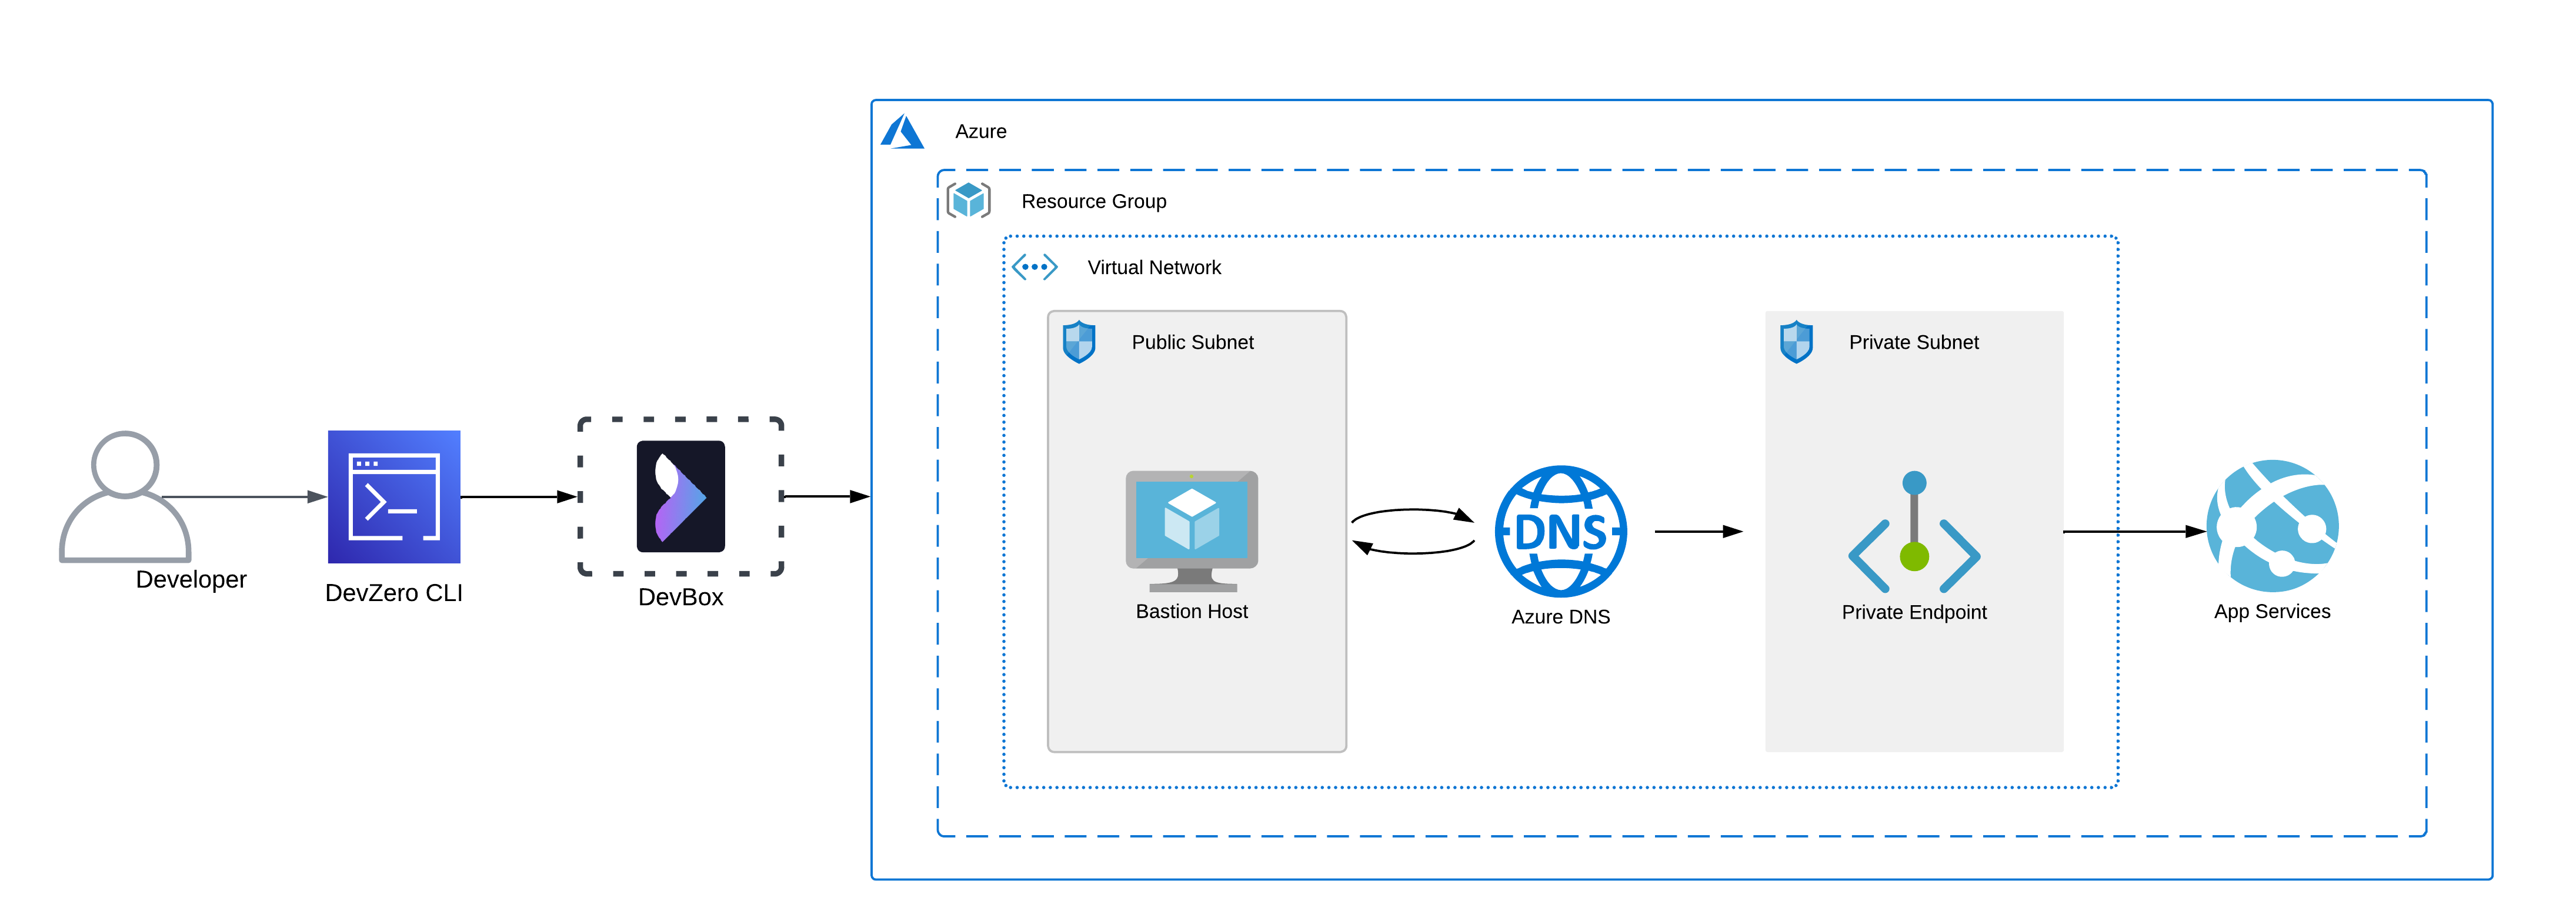 Azure
Resource Group
Virtual Network
Public Subnet
Private Subnet
DNS
Developer
DevZero CLI
DevBox
Bastion Host
Azure DNS
Private Endpoint
App Services